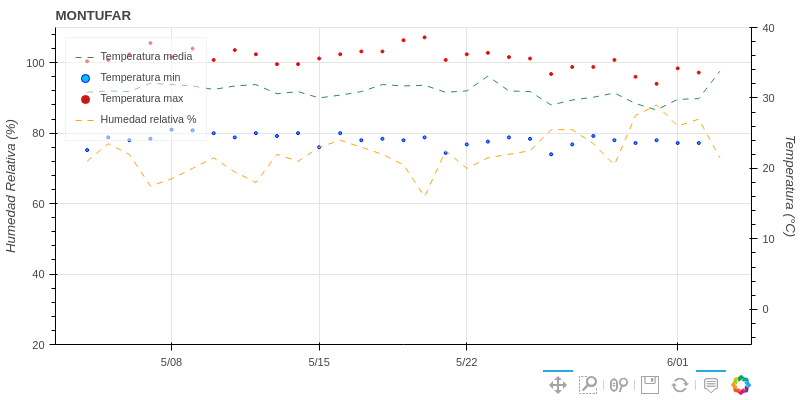 MONTUFAR
Temperatura media
Temperatura min
Temperatura max
Humedad relativa %
Humedad Relativa (%)
100
80
60
40
20
Temperatura (°C)
40
30
20
10
0
5/08
5/15
5/22
6/01